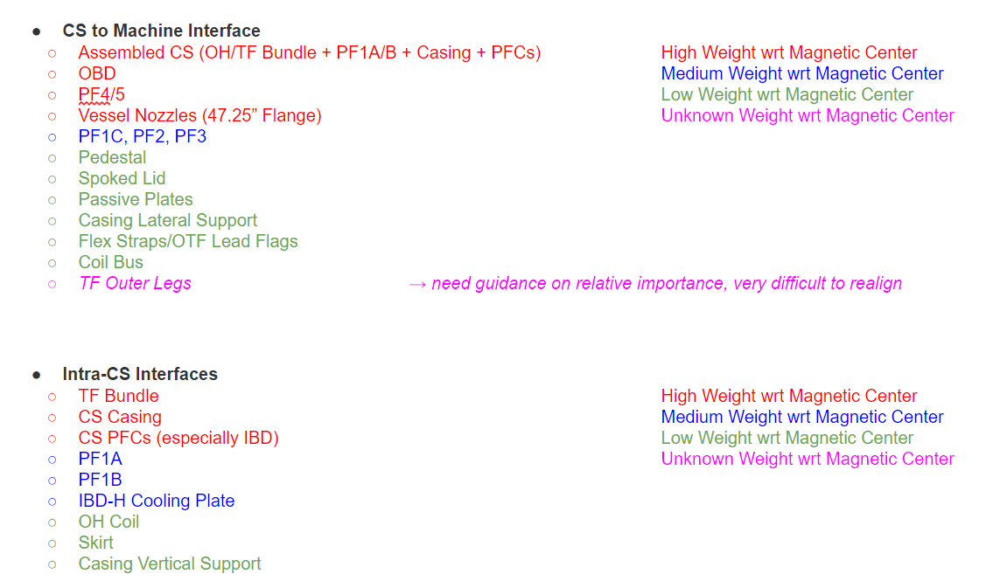 ● CS to Machine Interface
○ Assembled CS (OH/TF Bundle + PF1A/B + Casing + PFCs) High Weight wrt Magnetic Center
○ OBD Medium Weight wrt Magnetic Center
○ PF4/5 Low Weight wrt Magnetic Center
○ Vessel Nozzles (47.25” Flange) Unknown Weight wrt Magnetic Center
○ PF1C, PF2, PF3
○ Pedestal
○ Spoked Lid
○ Passive Plates
○ Casing Lateral Support
○ Flex Straps/OTF Lead Flags
○ Coil Bus
○ TF Outer Legs → need guidance on relative importance, very difficult to realign
● Intra-CS Interfaces
○ TF Bundle High Weight wrt Magnetic Center
○ CS Casing Medium Weight wrt Magnetic Center
○ CS PFCs (especially IBD) Low Weight wrt Magnetic Center
○ PF1A Unknown Weight wrt Magnetic Center
○ PF1B
○ IBD-H Cooling Plate
○ OH Coil
○ Skirt
○ Casing Vertical Support